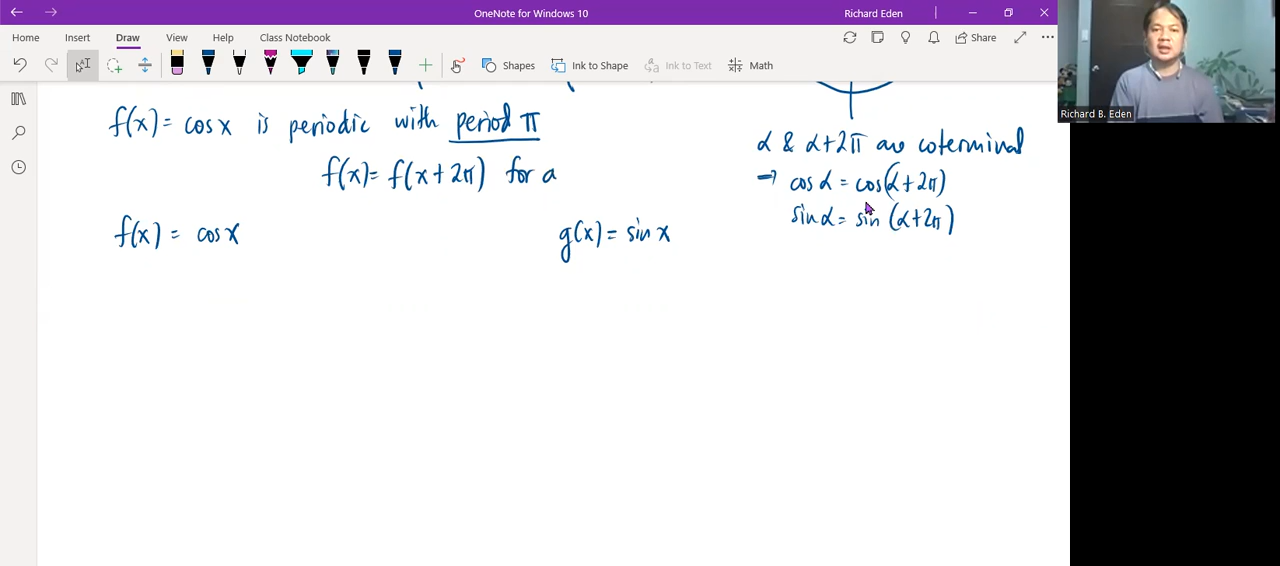 OneNote for Windows 10
Richard Eden
Home Insert Draw View Help Class Notebook
Share
Shapes Ink to Shape Ink to Text Math
f(x) = cos x is periodic with period π
f(x) = f(x + 2π) for a
f(x) = cos x
g(x) = sin x
α & α + 2π are coterminal
→ cos α = cos(α + 2π)
sin α = sin (α + 2π)
Richard B. Eden